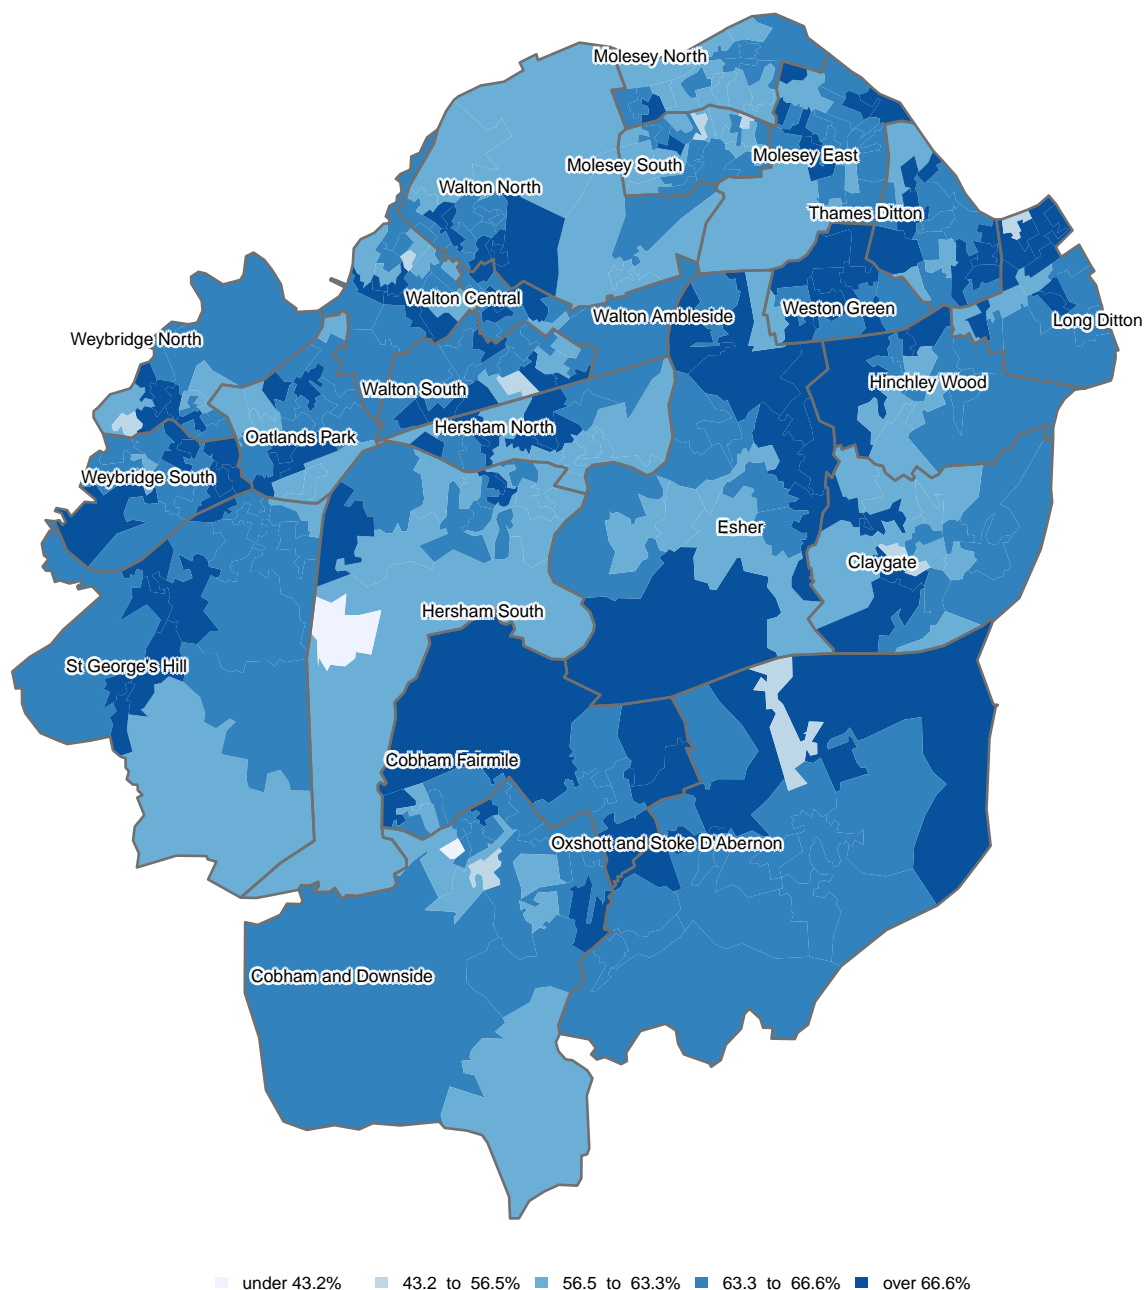 Molesey North
Molesey East
Molesey South
Walton North
Thames Ditton
Walton Central
Weston Green
Walton Ambleside
Long Ditton
Weybridge North
Hinchley Wood
Walton South
Hersham North
Oatlands Park
Weybridge South
Esher
Claygate
Hersham South
St George's Hill
Cobham Fairmile
Oxshott and Stoke D'Abernon
Cobham and Downside
under 43.2% 43.2 to 56.5% 56.5 to 63.3% 63.3 to 66.6% over 66.6%